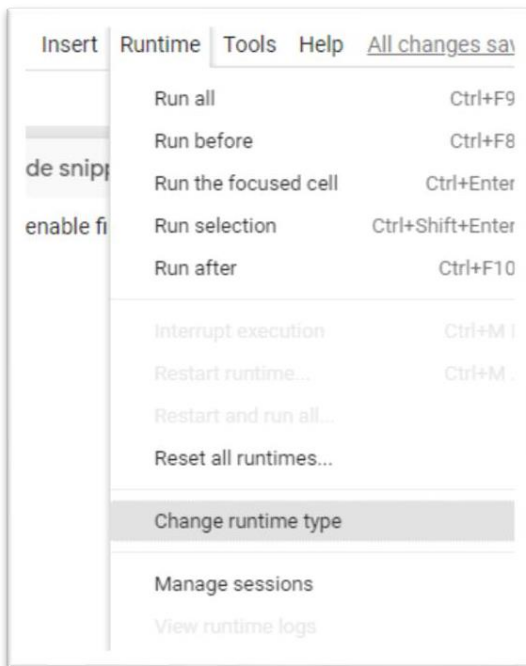 Insert Runtime Tools Help All changes sav
Run all Ctrl+F9
Run before Ctrl+F8
de snipp
Run the focused cell Ctrl+Enter
enable fi
Run selection Ctrl+Shift+Enter
Run after Ctrl+F10
Interrupt execution Ctrl+M I
Restart runtime... Ctrl+M .
Restart and run all...
Reset all runtimes...
Change runtime type
Manage sessions
View runtime logs